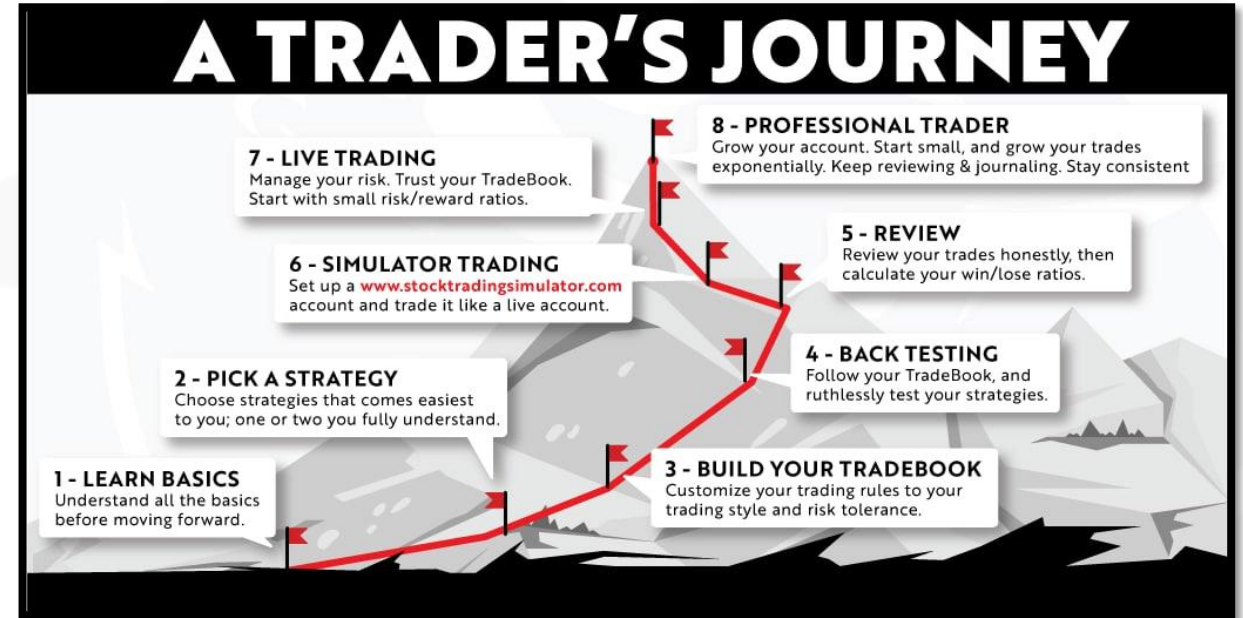 A TRADER'S JOURNEY
8 - PROFESSIONAL TRADER
Grow your account. Start small, and grow your trades
exponentially. Keep reviewing & journaling. Stay consistent
7 - LIVE TRADING
Manage your risk. Trust your TradeBook.
Start with small risk/reward ratios.
5 - REVIEW
Review your trades honestly, then
calculate your win/lose ratios.
6 - SIMULATOR TRADING
Set up a www.stocktradingsimulator.com
account and trade it like a live account.
4 - BACK TESTING
Follow your TradeBook, and
ruthlessly test your strategies.
2 - PICK A STRATEGY
Choose strategies that comes easiest
to you; one or two you fully understand.
3 - BUILD YOUR TRADEBOOK
Customize your trading rules to your
trading style and risk tolerance.
1 - LEARN BASICS
Understand all the basics
before moving forward.